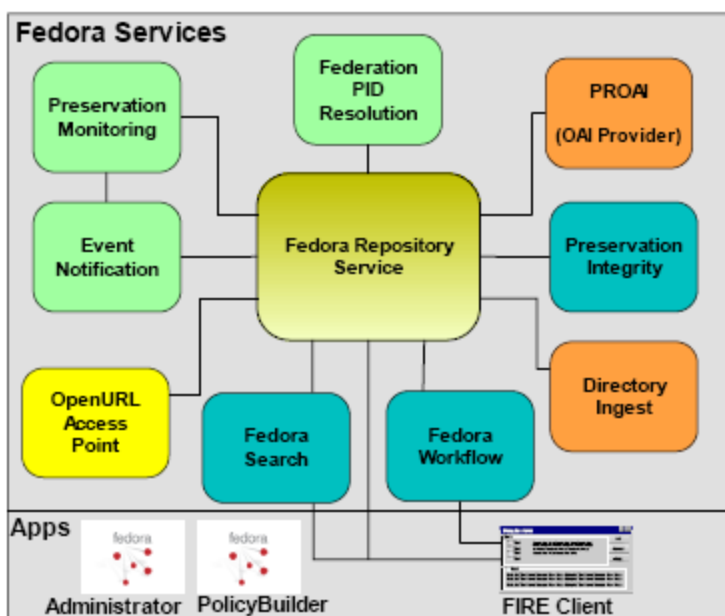 Fedora Services
Preservation
Monitoring
Federation
PID
Resolution
PROAI
(OAI Provider)
Event
Notification
Fedora Repository
Service
Preservation
Integrity
OpenURL
Access
Point
Fedora
Search
Fedora
Workflow
Directory
Ingest
Apps
fedora
fedora
Administrator
PolicyBuilder
FIRE Client